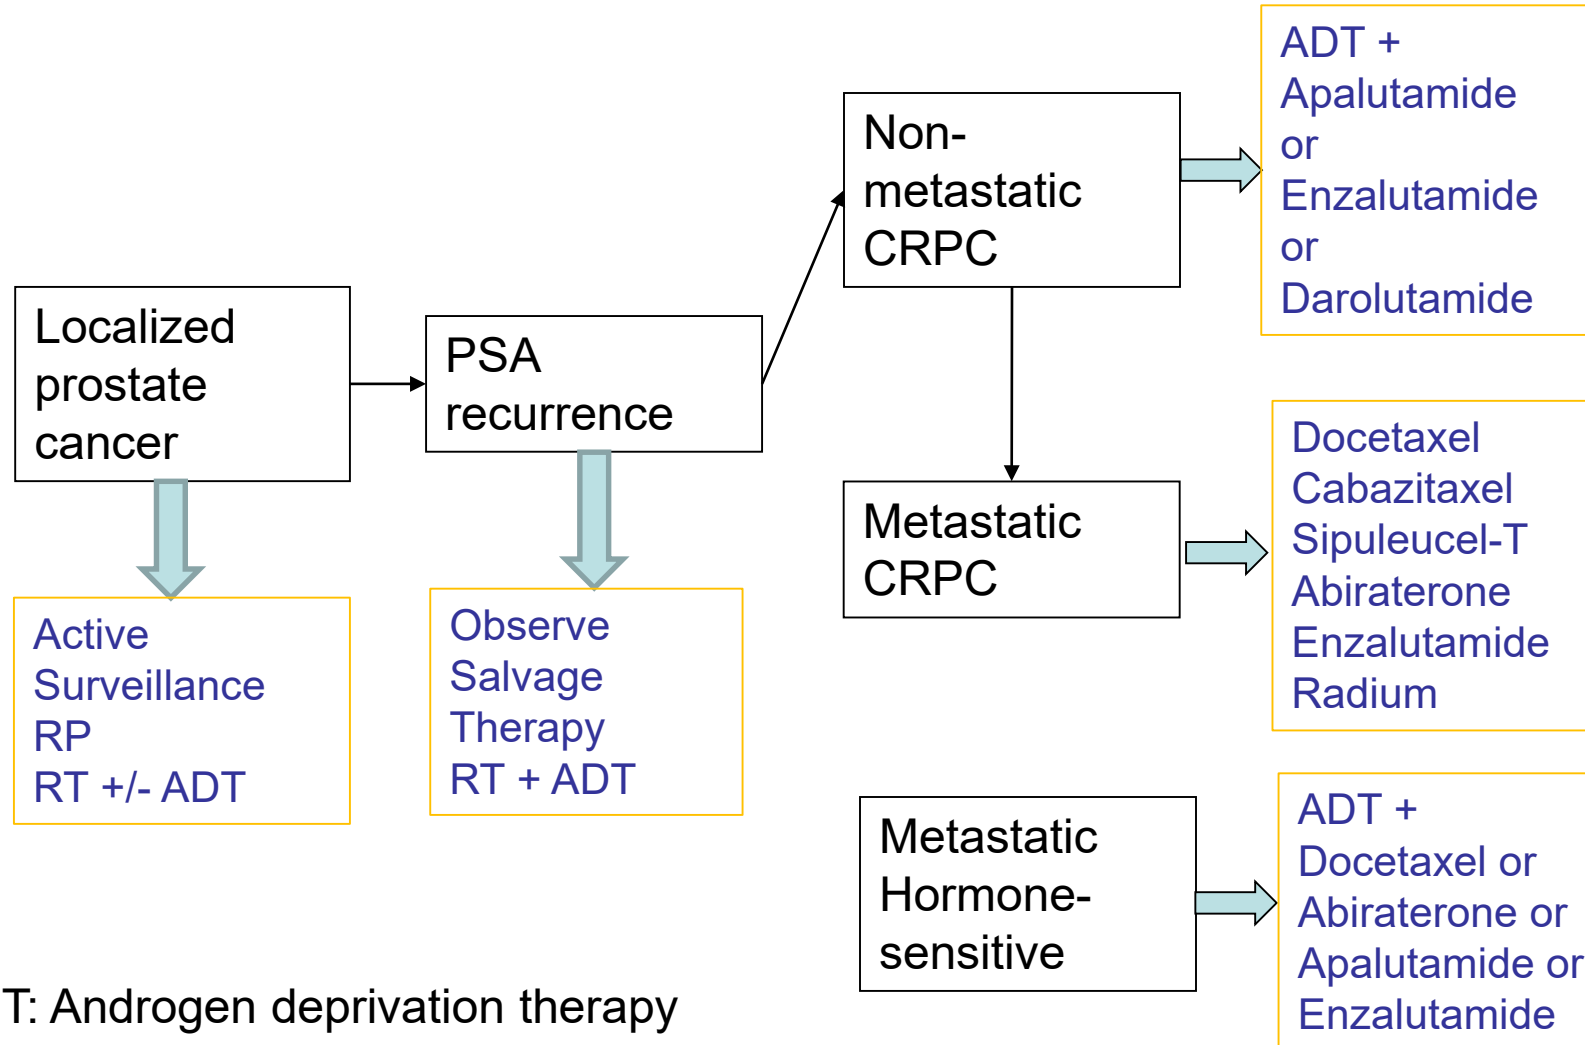 Localized
prostate
cancer
Active
Surveillance
RP
RT +/- ADT
PSA
recurrence
Observe
Salvage
Therapy
RT + ADT
Non-
metastatic
CRPC
ADT +
Apalutamide
or
Enzalutamide
or
Darolutamide
Metastatic
CRPC
Docetaxel
Cabazitaxel
Sipuleucel-T
Abiraterone
Enzalutamide
Radium
Metastatic
Hormone-
sensitive
ADT +
Docetaxel or
Abiraterone or
Apalutamide or
Enzalutamide
T: Androgen deprivation therapy